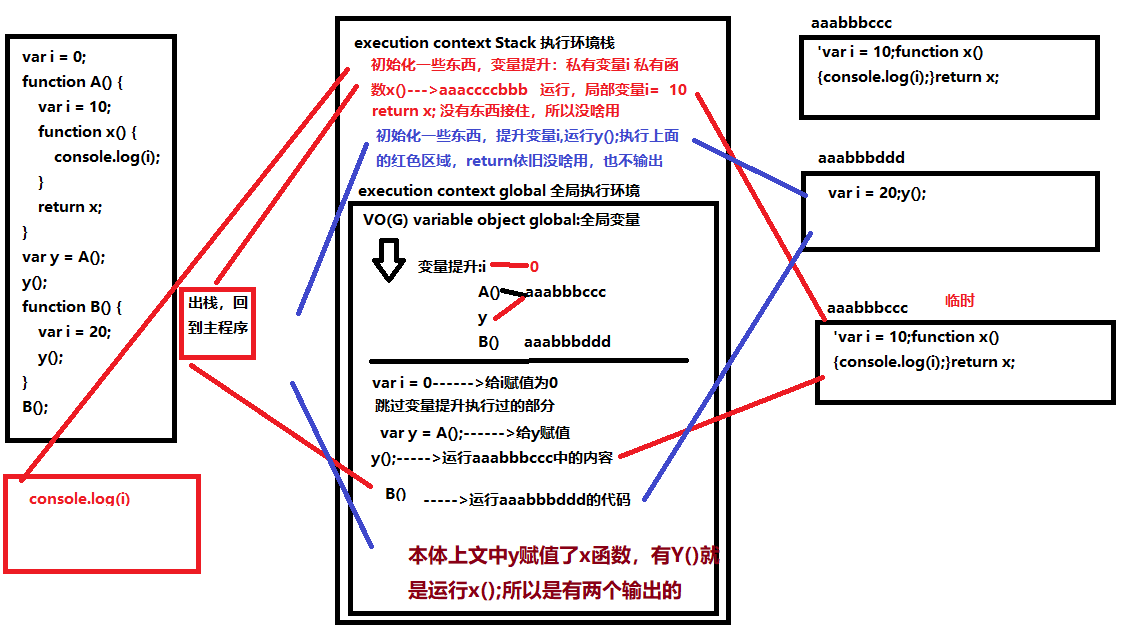 var i = 0;
function A() {
var i = 10;
function x() {
console.log(i);
}
return x;
}
var y = A();
y();
function B() {
var i = 20;
y();
}
B();
console.log(i)
出栈，回
到主程序
execution context Stack 执行环境栈
初始化一些东西，变量提升：私有变量i 私有函
数x()--->aaaccccbbb 运行，局部变量i= 10
return x; 没有东西接住，所以没啥用
初始化一些东西，提升变量i,运行y();执行上面
的红色区域，return依旧没啥用，也不输出
execution context global 全局执行环境
VO(G) variable object global:全局变量
变量提升:i 0
A() aaabbbccc
y
B() aaabbbddd
var i = 0------>给i赋值为0
跳过变量提升执行过的部分
var y = A();------>给y赋值
y();----->运行aaabbbccc中的内容
B() ----->运行aaabbbddd的代码
本体上文中y赋值了x函数，有Y()就
是运行x();所以是有两个输出的
aaabbbccc
'var i = 10;function x()
{console.log(i);}return x;
aaabbbddd
var i = 20;y();
aaabbbccc 临时
'var i = 10;function x()
{console.log(i);}return x;